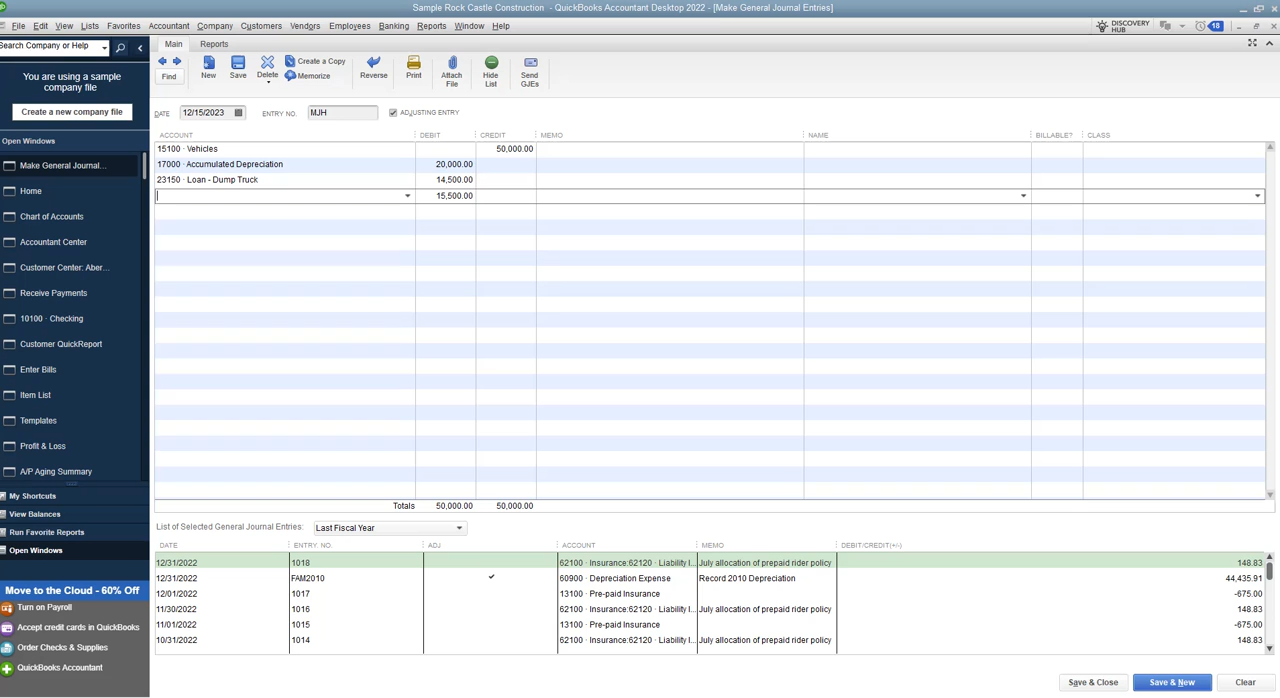 Sample Rock Castle Construction - QuickBooks Accountant Desktop 2022 - [Make General Journal Entries]
File Edit View Lists Favorites Accountant Company Customers Vendors Employees Banking Reports Window Help
DISCOVERY HUB 18
Search Company or Help
Main Reports
You are using a sample company file
Create a new company file
Find New Save Delete Create a Copy Memorize Reverse Print Attach File Hide List Send GJEs
DATE 12/15/2023 ENTRY NO. MJH ADJUSTING ENTRY
ACCOUNT DEBIT CREDIT MEMO NAME BILLABLE? CLASS
15100 · Vehicles 50,000.00
17000 · Accumulated Depreciation 20,000.00
23150 · Loan - Dump Truck 14,500.00
15,500.00
Totals 50,000.00 50,000.00
Open Windows
Make General Journal...
Home
Chart of Accounts
Accountant Center
Customer Center: Aber...
Receive Payments
10100 · Checking
Customer QuickReport
Enter Bills
Item List
Templates
Profit & Loss
A/P Aging Summary
My Shortcuts
View Balances
Run Favorite Reports
Open Windows
Move to the Cloud - 60% Off
Turn on Payroll
Accept credit cards in QuickBooks
Order Checks & Supplies
QuickBooks Accountant
List of Selected General Journal Entries: Last Fiscal Year
DATE ENTRY. NO. ADJ ACCOUNT MEMO DEBIT/CREDIT(+/-)
12/31/2022 1018 62100 · Insurance:62120 · Liability I... July allocation of prepaid rider policy 148.83
12/31/2022 FAM2010 60900 · Depreciation Expense Record 2010 Depreciation 44,435.91
12/01/2022 1017 13100 · Pre-paid Insurance -675.00
11/30/2022 1016 62100 · Insurance:62120 · Liability I... July allocation of prepaid rider policy 148.83
11/01/2022 1015 13100 · Pre-paid Insurance -675.00
10/31/2022 1014 62100 · Insurance:62120 · Liability I... July allocation of prepaid rider policy 148.83
Save & Close Save & New Clear